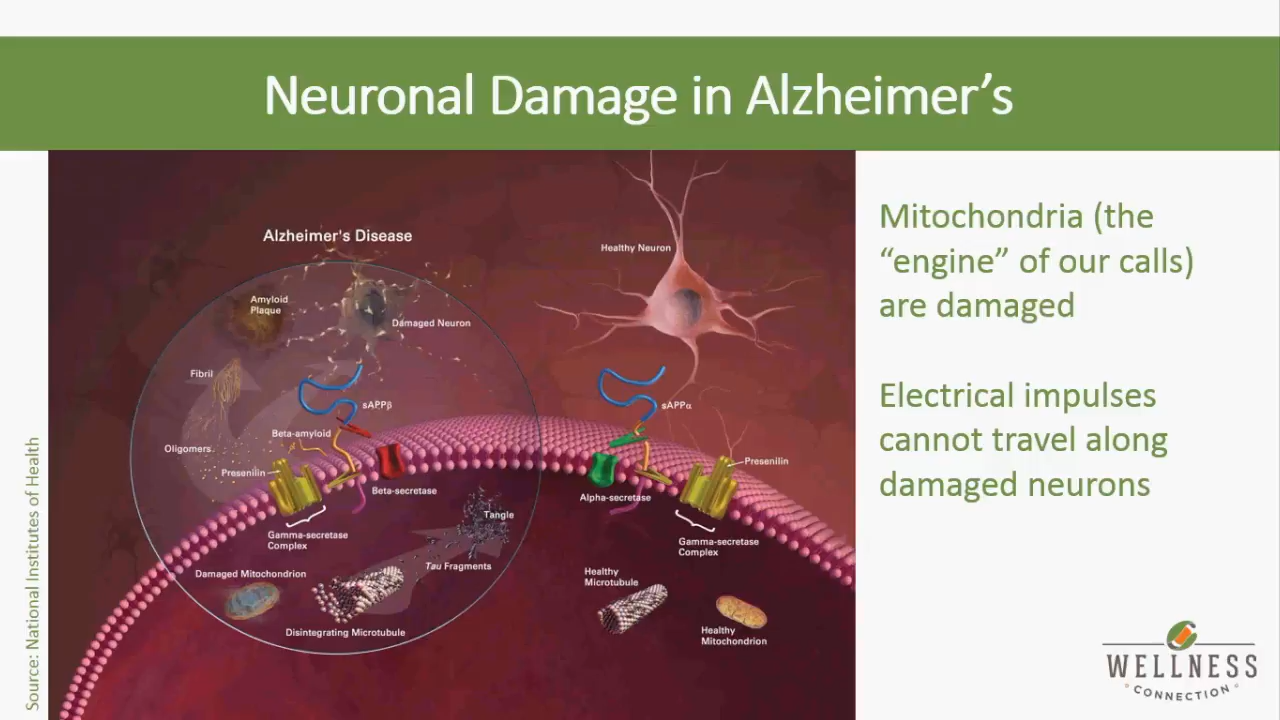 Neuronal Damage in Alzheimer's
Alzheimer's Disease
Amyloid
Plaque
Damaged Neuron
Fibril
sAPPβ
Beta-amyloid
Oligomers
Presenilin
Beta-secretase
Gamma-secretase
Complex
Tangle
Tau Fragments
Damaged Mitochondrion
Disintegrating Microtubule
Healthy Neuron
sAPPα
Presenilin
Alpha-secretase
Gamma-secretase
Complex
Healthy
Microtubule
Healthy
Mitochondrion
Mitochondria (the
“engine” of our calls)
are damaged
Electrical impulses
cannot travel along
damaged neurons
Source: National Institutes of Health
WELLNESS
CONNECTION